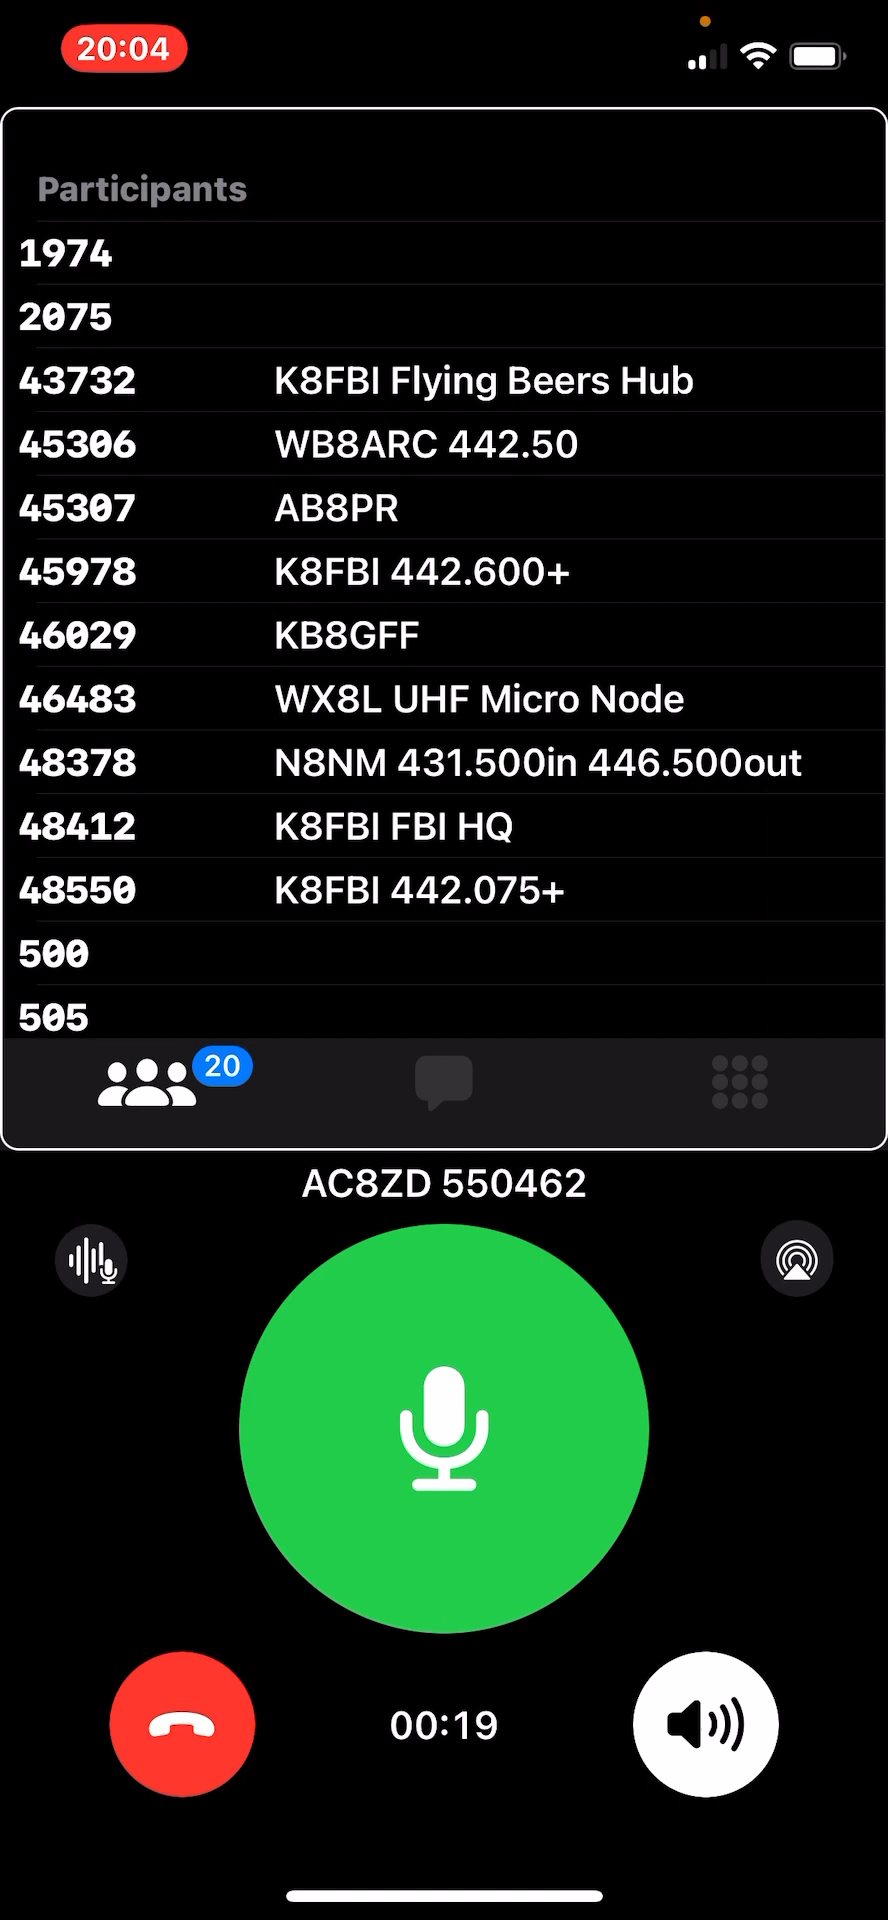 20:04
Participants
1974
2075
43732 K8FBI Flying Beers Hub
45306 WB8ARC 442.50
45307 AB8PR
45978 K8FBI 442.600+
46029 KB8GFF
46483 WX8L UHF Micro Node
48378 N8NM 431.500in 446.500out
48412 K8FBI FBI HQ
48550 K8FBI 442.075+
500
505
20
AC8ZD 550462
00:19